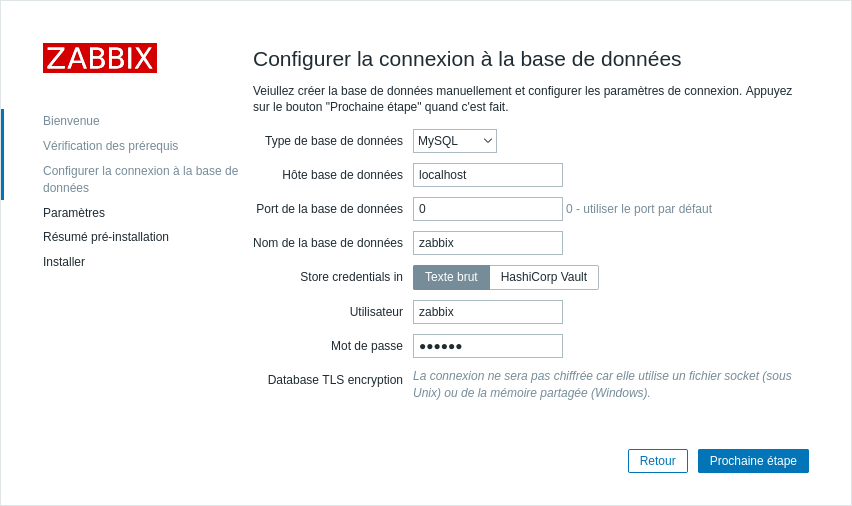 ZABBIX
Bienvenue
Vérification des prérequis
Configurer la connexion à la base de
données
Paramètres
Résumé pré-installation
Installer
Configurer la connexion à la base de données
Veiullez créer la base de données manuellement et configurer les paramètres de connexion. Appuyez
sur le bouton "Prochaine étape" quand c'est fait.
Type de base de données MySQL
Hôte base de données localhost
Port de la base de données 0 0 - utiliser le port par défaut
Nom de la base de données zabbix
Store credentials in Texte brut HashiCorp Vault
Utilisateur zabbix
Mot de passe ●●●●●●
Database TLS encryption La connexion ne sera pas chiffrée car elle utilise un fichier socket (sous
Unix) ou de la mémoire partagée (Windows).
Retour Prochaine étape